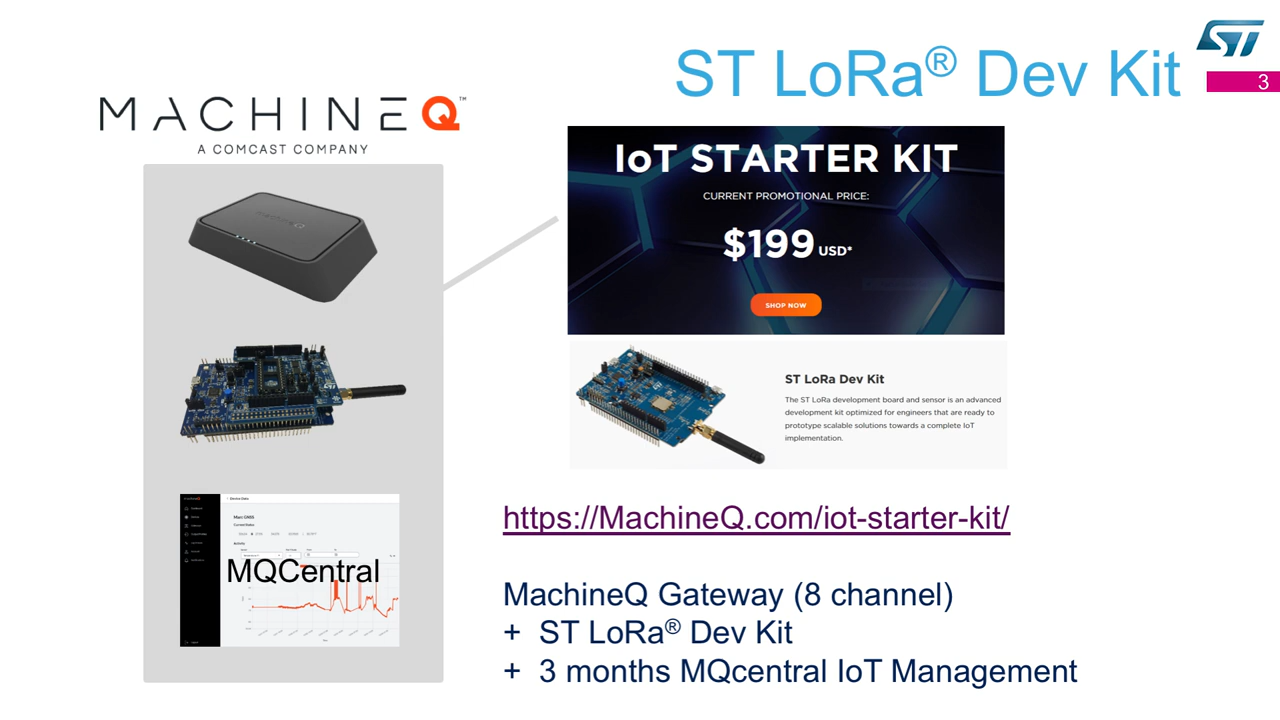 ST LoRa® Dev Kit
ST
3
MACHINEQ™
A COMCAST COMPANY
machineQ
IoT STARTER KIT
CURRENT PROMOTIONAL PRICE:
$199 USD*
SHOP NOW
ST LoRa Dev Kit
The ST LoRa development board and sensor is an advanced
development kit optimized for engineers that are ready to
prototype scalable solutions towards a complete IoT
implementation.
MQCentral
https://MachineQ.com/iot-starter-kit/
MachineQ Gateway (8 channel)
+ ST LoRa® Dev Kit
+ 3 months MQcentral IoT Management